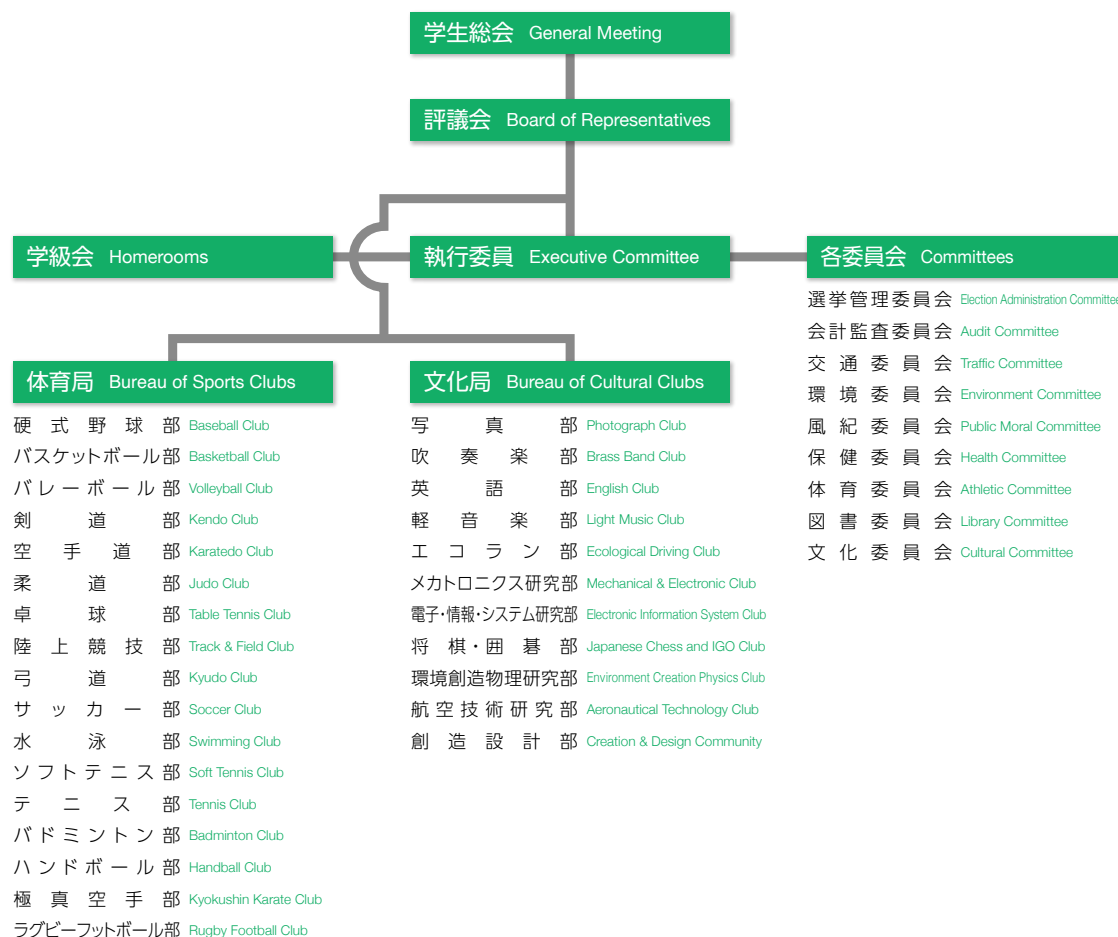 学生総会 General Meeting
評議会 Board of Representatives
学級会 Homerooms
執行委員 Executive Committee
各委員会 Committees
選挙管理委員会 Election Administration Committee
会計監査委員会 Audit Committee
交通委員会 Traffic Committee
環境委員会 Environment Committee
風紀委員会 Public Moral Committee
保健委員会 Health Committee
体育委員会 Athletic Committee
図書委員会 Library Committee
文化委員会 Cultural Committee
体育局 Bureau of Sports Clubs
硬式野球部 Baseball Club
バスケットボール部 Basketball Club
バレーボール部 Volleyball Club
剣道部 Kendo Club
空手道部 Karatedo Club
柔道部 Judo Club
卓球部 Table Tennis Club
陸上競技部 Track & Field Club
弓道部 Kyudo Club
サッカー部 Soccer Club
水泳部 Swimming Club
ソフトテニス部 Soft Tennis Club
テニス部 Tennis Club
バドミントン部 Badminton Club
ハンドボール部 Handball Club
極真空手部 Kyokushin Karate Club
ラグビーフットボール部 Rugby Football Club
文化局 Bureau of Cultural Clubs
写真部 Photograph Club
吹奏楽部 Brass Band Club
英語部 English Club
軽音楽部 Light Music Club
エコラン部 Ecological Driving Club
メカトロニクス研究部 Mechanical & Electronic Club
電子・情報・システム研究部 Electronic Information System Club
将棋・囲碁部 Japanese Chess and IGO Club
環境創造物理研究部 Environment Creation Physics Club
航空技術研究部 Aeronautical Technology Club
創造設計部 Creation & Design Community